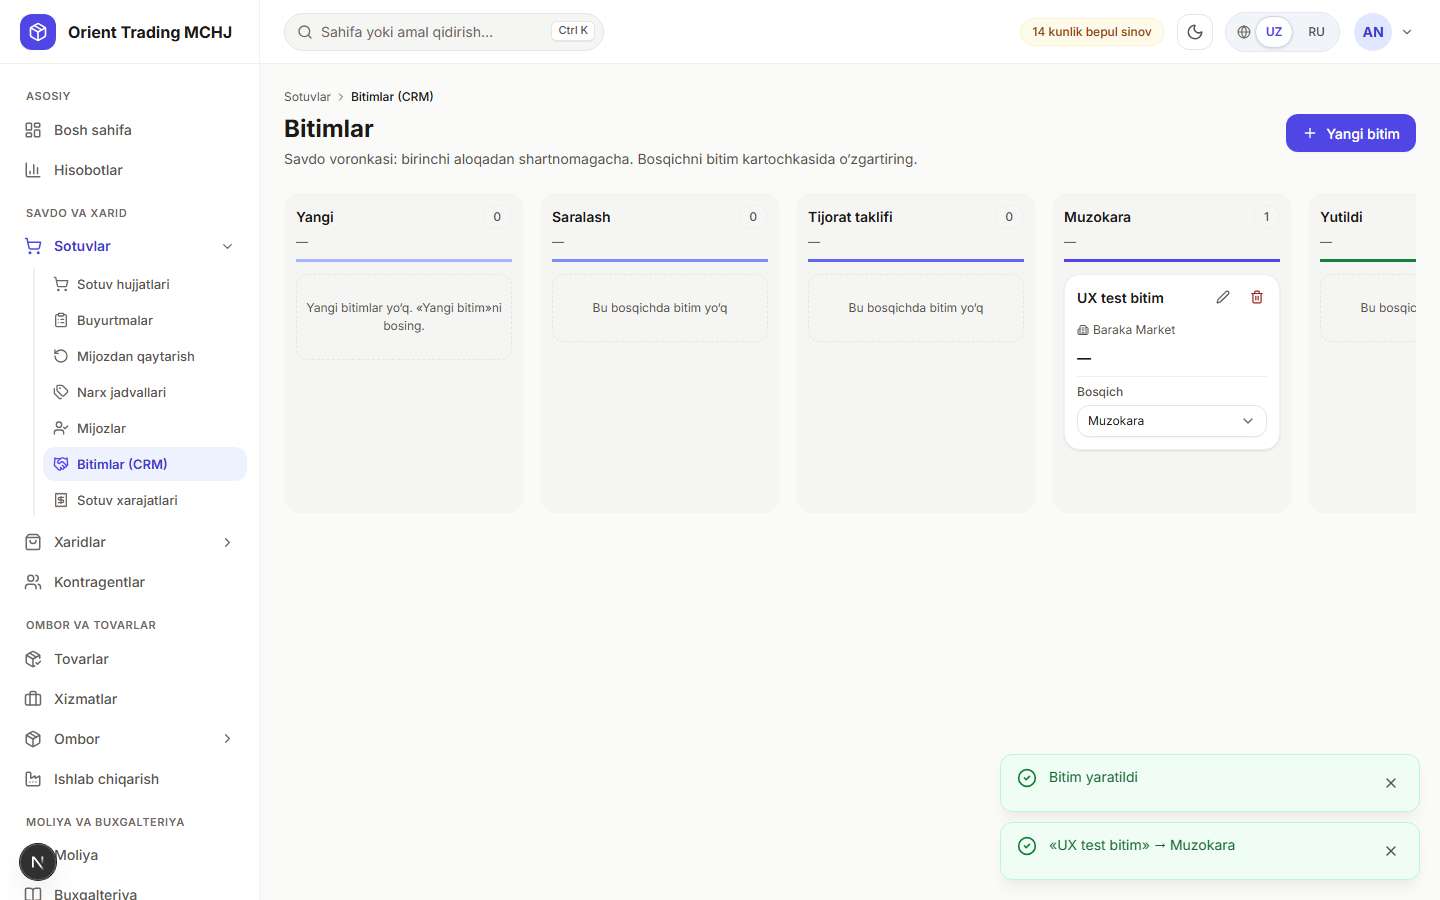 Orient Trading MCHJ
Sahifa yoki amal qidirish...
Ctrl K
14 kunlik bepul sinov
UZ
RU
AN
ASOSIY
Bosh sahifa
Hisobotlar
SAVDO VA XARID
Sotuvlar
Sotuv hujjatlari
Buyurtmalar
Mijozdan qaytarish
Narx jadvallari
Mijozlar
Bitimlar (CRM)
Sotuv xarajatlari
Xaridlar
Kontragentlar
OMBOR VA TOVARLAR
Tovarlar
Xizmatlar
Ombor
Ishlab chiqarish
MOLIYA VA BUXGALTERIYA
Moliya
Buxgalteriya
N
Sotuvlar > Bitimlar (CRM)
Bitimlar
Savdo voronkasi: birinchi aloqadan shartnomagacha. Bosqichni bitim kartochkasida oʻzgartiring.
+ Yangi bitim
Yangi 0
—
Yangi bitimlar yoʻq. «Yangi bitim»ni
bosing.
Saralash 0
—
Bu bosqichda bitim yoʻq
Tijorat taklifi 0
—
Bu bosqichda bitim yoʻq
Muzokara 1
—
UX test bitim
Baraka Market
—
Bosqich
Muzokara
Yutildi
—
Bu bosqic
Bitim yaratildi
«UX test bitim» → Muzokara